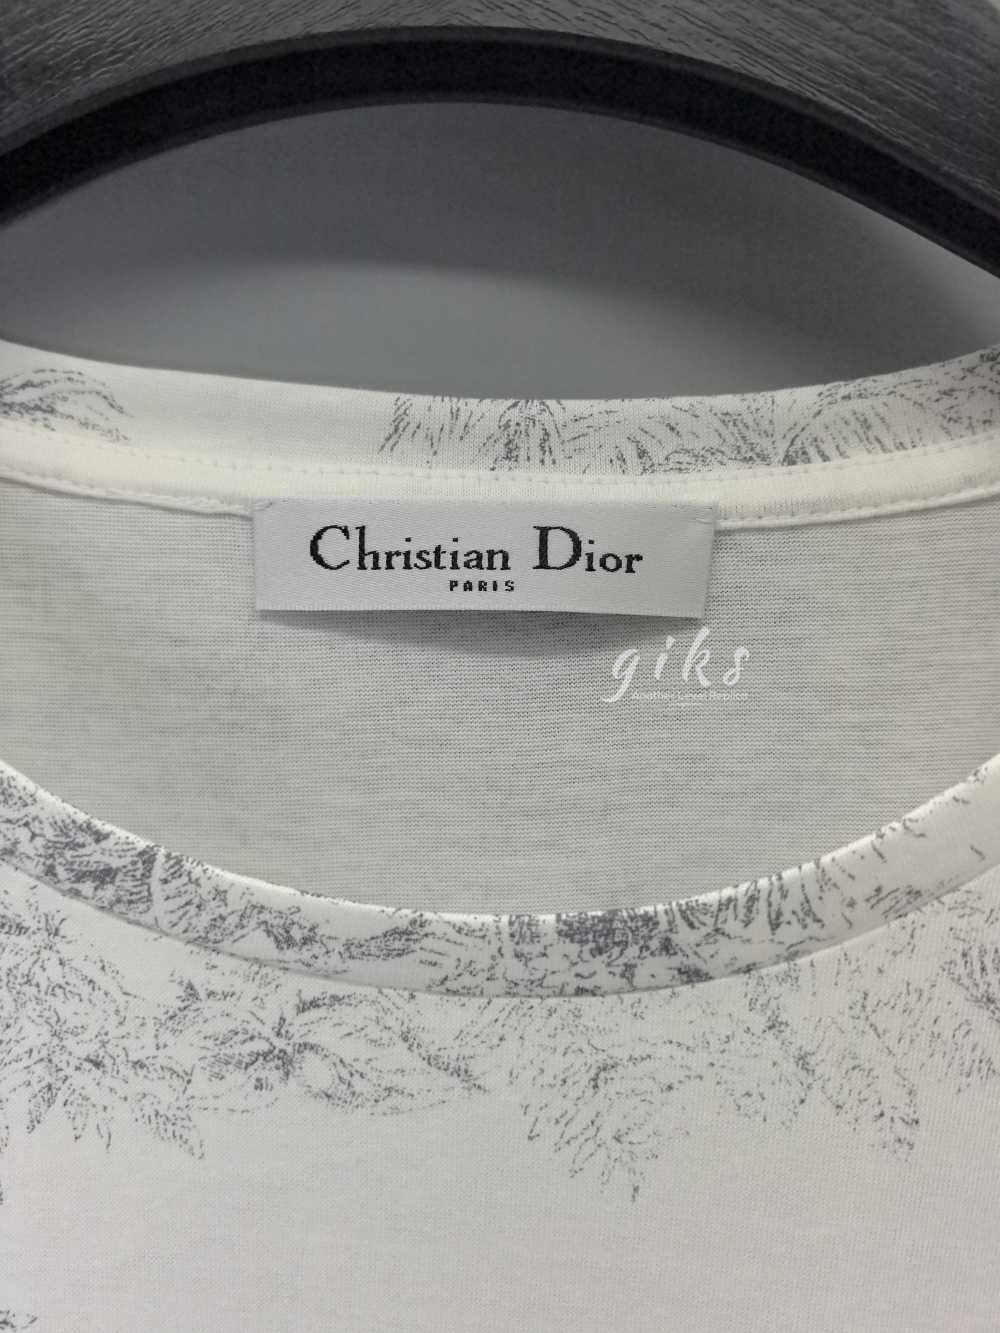 Christian Dior
PARIS
giks
Another Level Replica